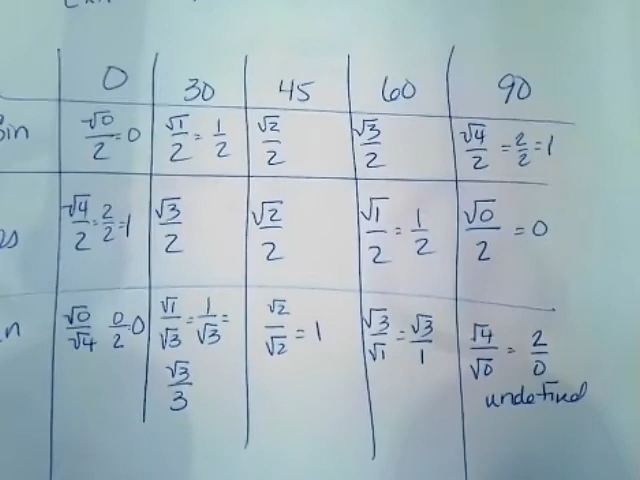 0 30 45 60 90
sin √0/2=0 √1/2=1/2 √2/2 √3/2 √4/2=2/2=1
os √4/2=2/2=1 √3/2 √2/2 √1/2=1/2 √0/2=0
an √0/√4 0/2 0 √1/√3=1/√3= √2/√2=1 √3/√1=√3/1 √4/√0=2/0
√3/3 undefined